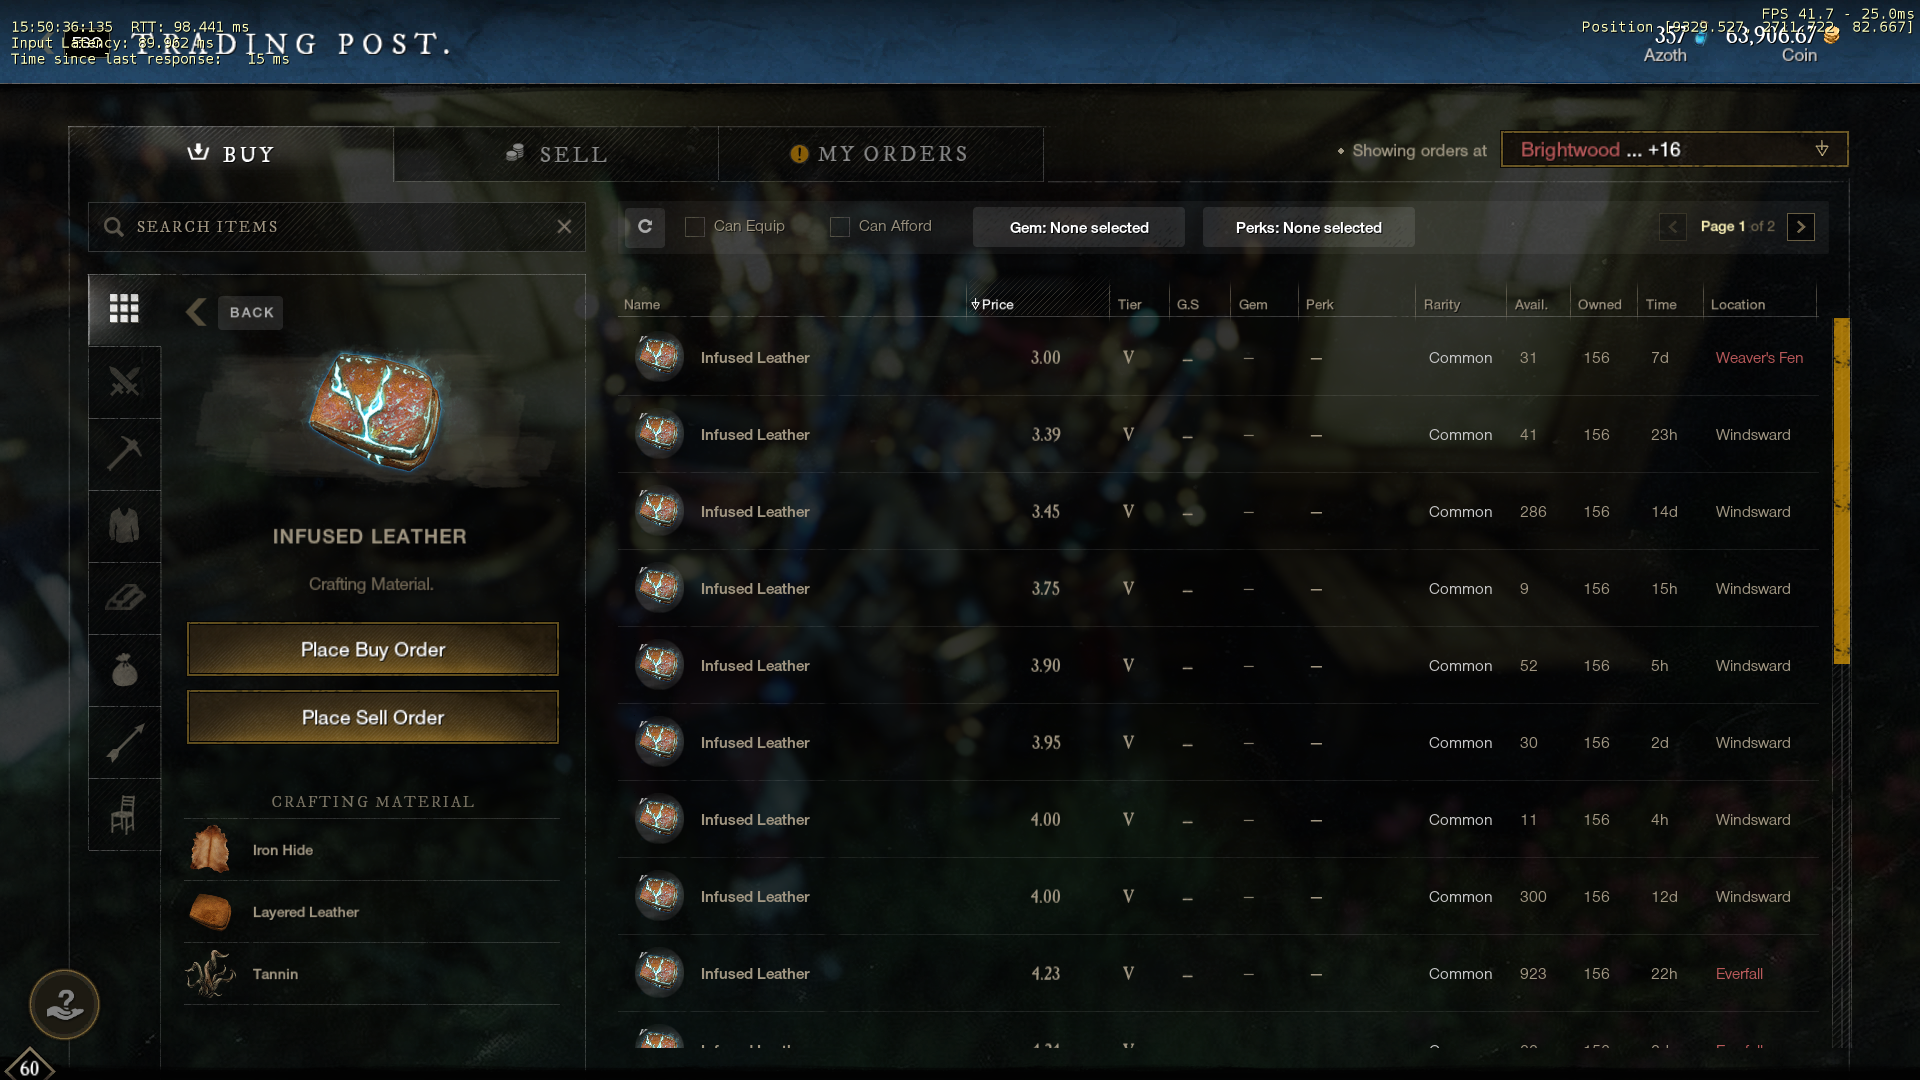 15:50:36:135 RTT: 98.441 ms
FPS 41.7 - 25.0ms
Input Latency: 89.962 ms
Position [9329.527, 2711.722, 82.667]
Time since last response: 15 ms
TRADING POST.
357
63,906.67
Azoth
Coin
BUY
SELL
MY ORDERS
Showing orders at
Brightwood ... +16
SEARCH ITEMS
Can Equip
Can Afford
Gem: None selected
Perks: None selected
Page 1 of 2
BACK
INFUSED LEATHER
Crafting Material.
Place Buy Order
Place Sell Order
CRAFTING MATERIAL
Iron Hide
Layered Leather
Tannin
60
Name Price Tier G.S Gem Perk Rarity Avail. Owned Time Location
Infused Leather 3.00 V – – – Common 31 156 7d Weaver's Fen
Infused Leather 3.39 V – – – Common 41 156 23h Windsward
Infused Leather 3.45 V – – – Common 286 156 14d Windsward
Infused Leather 3.75 V – – – Common 9 156 15h Windsward
Infused Leather 3.90 V – – – Common 52 156 5h Windsward
Infused Leather 3.95 V – – – Common 30 156 2d Windsward
Infused Leather 4.00 V – – – Common 11 156 4h Windsward
Infused Leather 4.00 V – – – Common 300 156 12d Windsward
Infused Leather 4.23 V – – – Common 923 156 22h Everfall